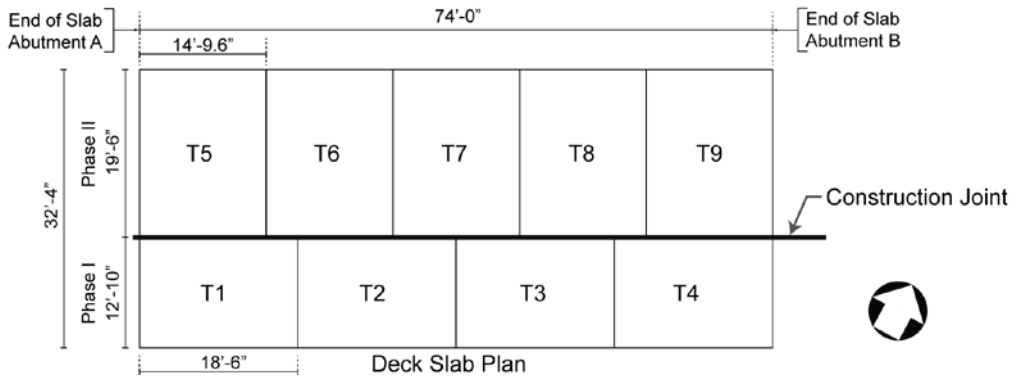 74'-0"
End of Slab
Abutment A
End of Slab
Abutment B
14'-9.6"
32'-4"
Phase II
19'-6"
T5
T6
T7
T8
T9
Construction Joint
Phase I
12'-10"
T1
T2
T3
T4
18'-6"
Deck Slab Plan